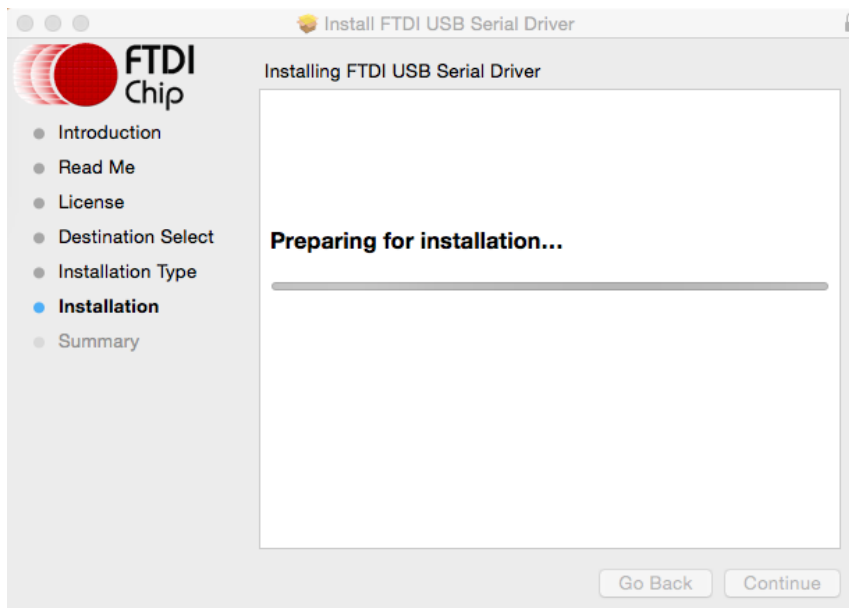 Install FTDI USB Serial Driver
FTDI
Chip
Installing FTDI USB Serial Driver
Introduction
Read Me
License
Destination Select
Installation Type
Installation
Summary
Preparing for installation...
Go Back
Continue